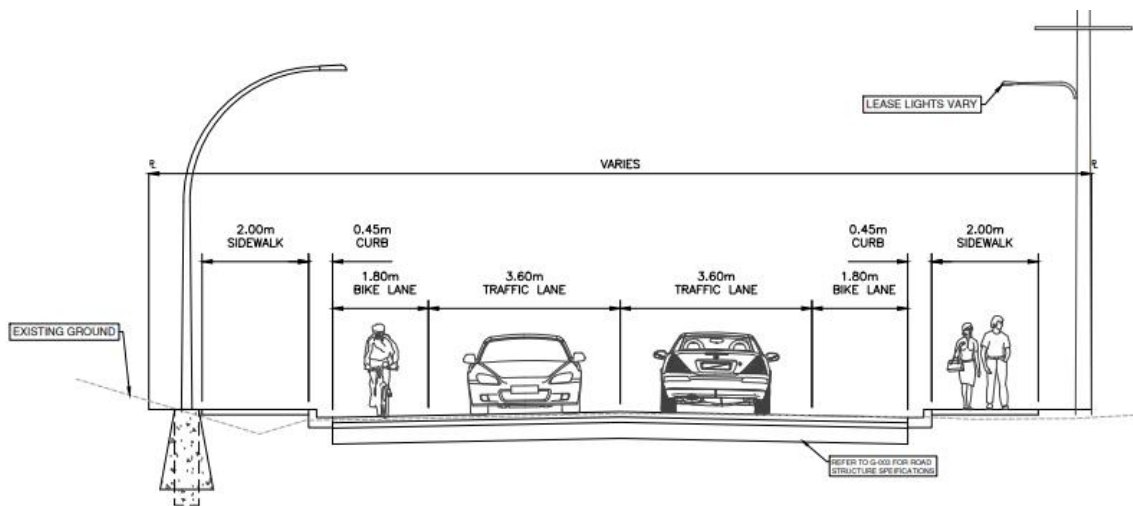 LEASE LIGHTS VARY
℄
VARIES
℄
2.00m
SIDEWALK
0.45m
CURB
0.45m
CURB
2.00m
SIDEWALK
1.80m
BIKE LANE
3.60m
TRAFFIC LANE
3.60m
TRAFFIC LANE
1.80m
BIKE LANE
EXISTING GROUND
REFER TO G-003 FOR ROAD
STRUCTURE SPEIFICATIONS